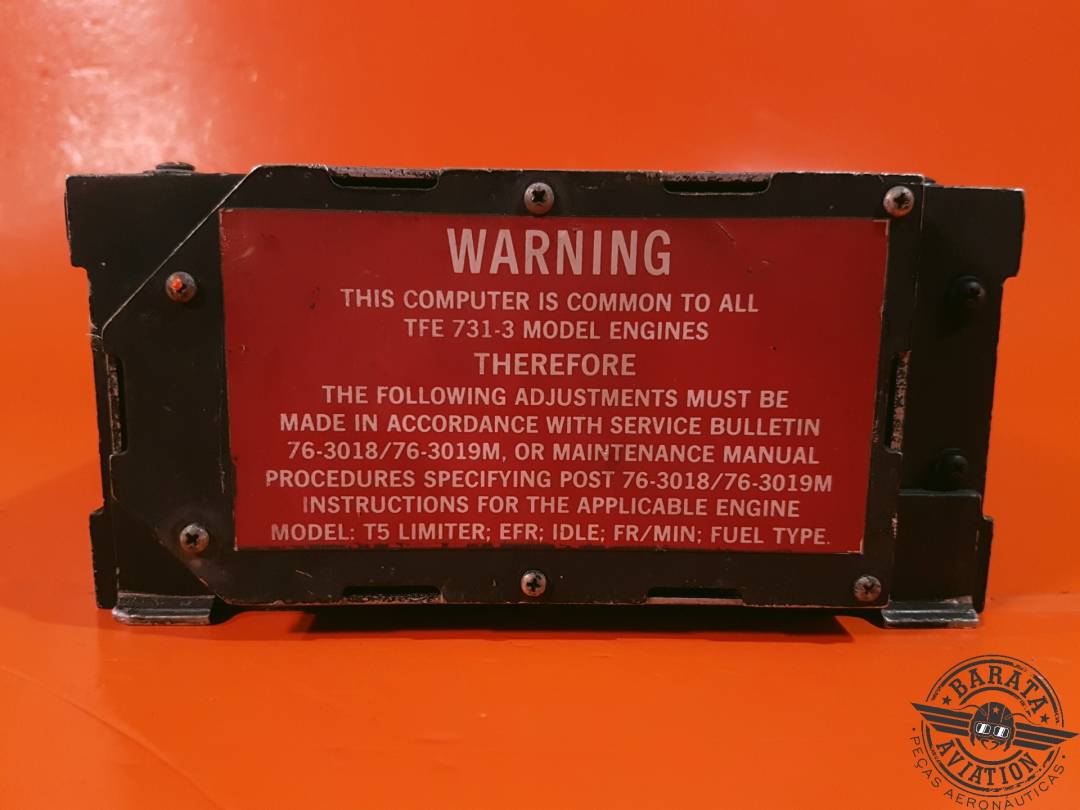 WARNING
THIS COMPUTER IS COMMON TO ALL
TFE 731-3 MODEL ENGINES
THEREFORE
THE FOLLOWING ADJUSTMENTS MUST BE
MADE IN ACCORDANCE WITH SERVICE BULLETIN
76-3018/76-3019M, OR MAINTENANCE MANUAL
PROCEDURES SPECIFYING POST 76-3018/76-3019M
INSTRUCTIONS FOR THE APPLICABLE ENGINE
MODEL: T5 LIMITER; EFR; IDLE; FR/MIN; FUEL TYPE.
BARATA
AVIATION
PEÇAS AERONÁUTICAS